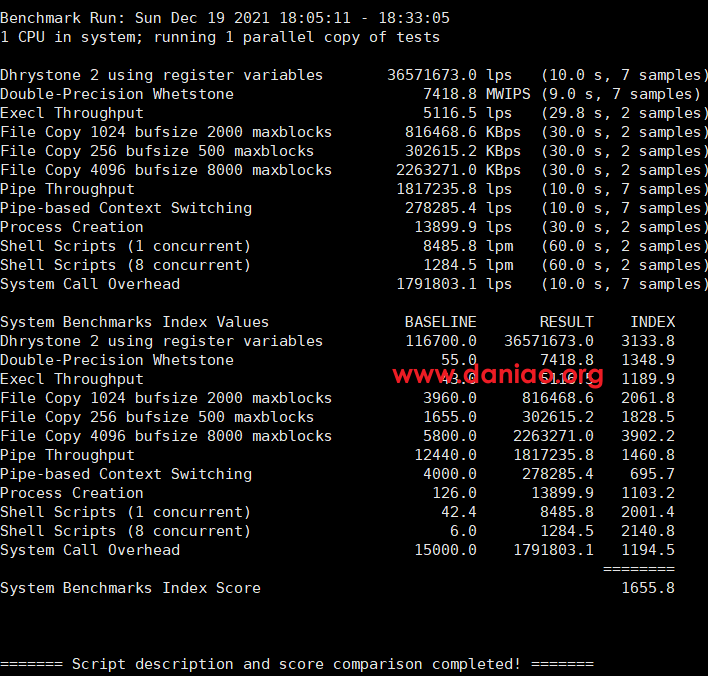 Benchmark Run: Sun Dec 19 2021 18:05:11 - 18:33:05
1 CPU in system; running 1 parallel copy of tests
Dhrystone 2 using register variables 36571673.0 lps (10.0 s, 7 samples)
Double-Precision Whetstone 7418.8 MWIPS (9.0 s, 7 samples)
Execl Throughput 5116.5 lps (29.8 s, 2 samples)
File Copy 1024 bufsize 2000 maxblocks 816468.6 KBps (30.0 s, 2 samples)
File Copy 256 bufsize 500 maxblocks 302615.2 KBps (30.0 s, 2 samples)
File Copy 4096 bufsize 8000 maxblocks 2263271.0 KBps (30.0 s, 2 samples)
Pipe Throughput 1817235.8 lps (10.0 s, 7 samples)
Pipe-based Context Switching 278285.4 lps (10.0 s, 7 samples)
Process Creation 13899.9 lps (30.0 s, 2 samples)
Shell Scripts (1 concurrent) 8485.8 lpm (60.0 s, 2 samples)
Shell Scripts (8 concurrent) 1284.5 lpm (60.0 s, 2 samples)
System Call Overhead 1791803.1 lps (10.0 s, 7 samples)
System Benchmarks Index Values BASELINE RESULT INDEX
Dhrystone 2 using register variables 116700.0 36571673.0 3133.8
Double-Precision Whetstone 55.0 7418.8 1348.9
www.daniao.org
Execl Throughput 43.0 5116.5 1189.9
File Copy 1024 bufsize 2000 maxblocks 3960.0 816468.6 2061.8
File Copy 256 bufsize 500 maxblocks 1655.0 302615.2 1828.5
File Copy 4096 bufsize 8000 maxblocks 5800.0 2263271.0 3902.2
Pipe Throughput 12440.0 1817235.8 1460.8
Pipe-based Context Switching 4000.0 278285.4 695.7
Process Creation 126.0 13899.9 1103.2
Shell Scripts (1 concurrent) 42.4 8485.8 2001.4
Shell Scripts (8 concurrent) 6.0 1284.5 2140.8
System Call Overhead 15000.0 1791803.1 1194.5
========
System Benchmarks Index Score 1655.8
======= Script description and score comparison completed! =======